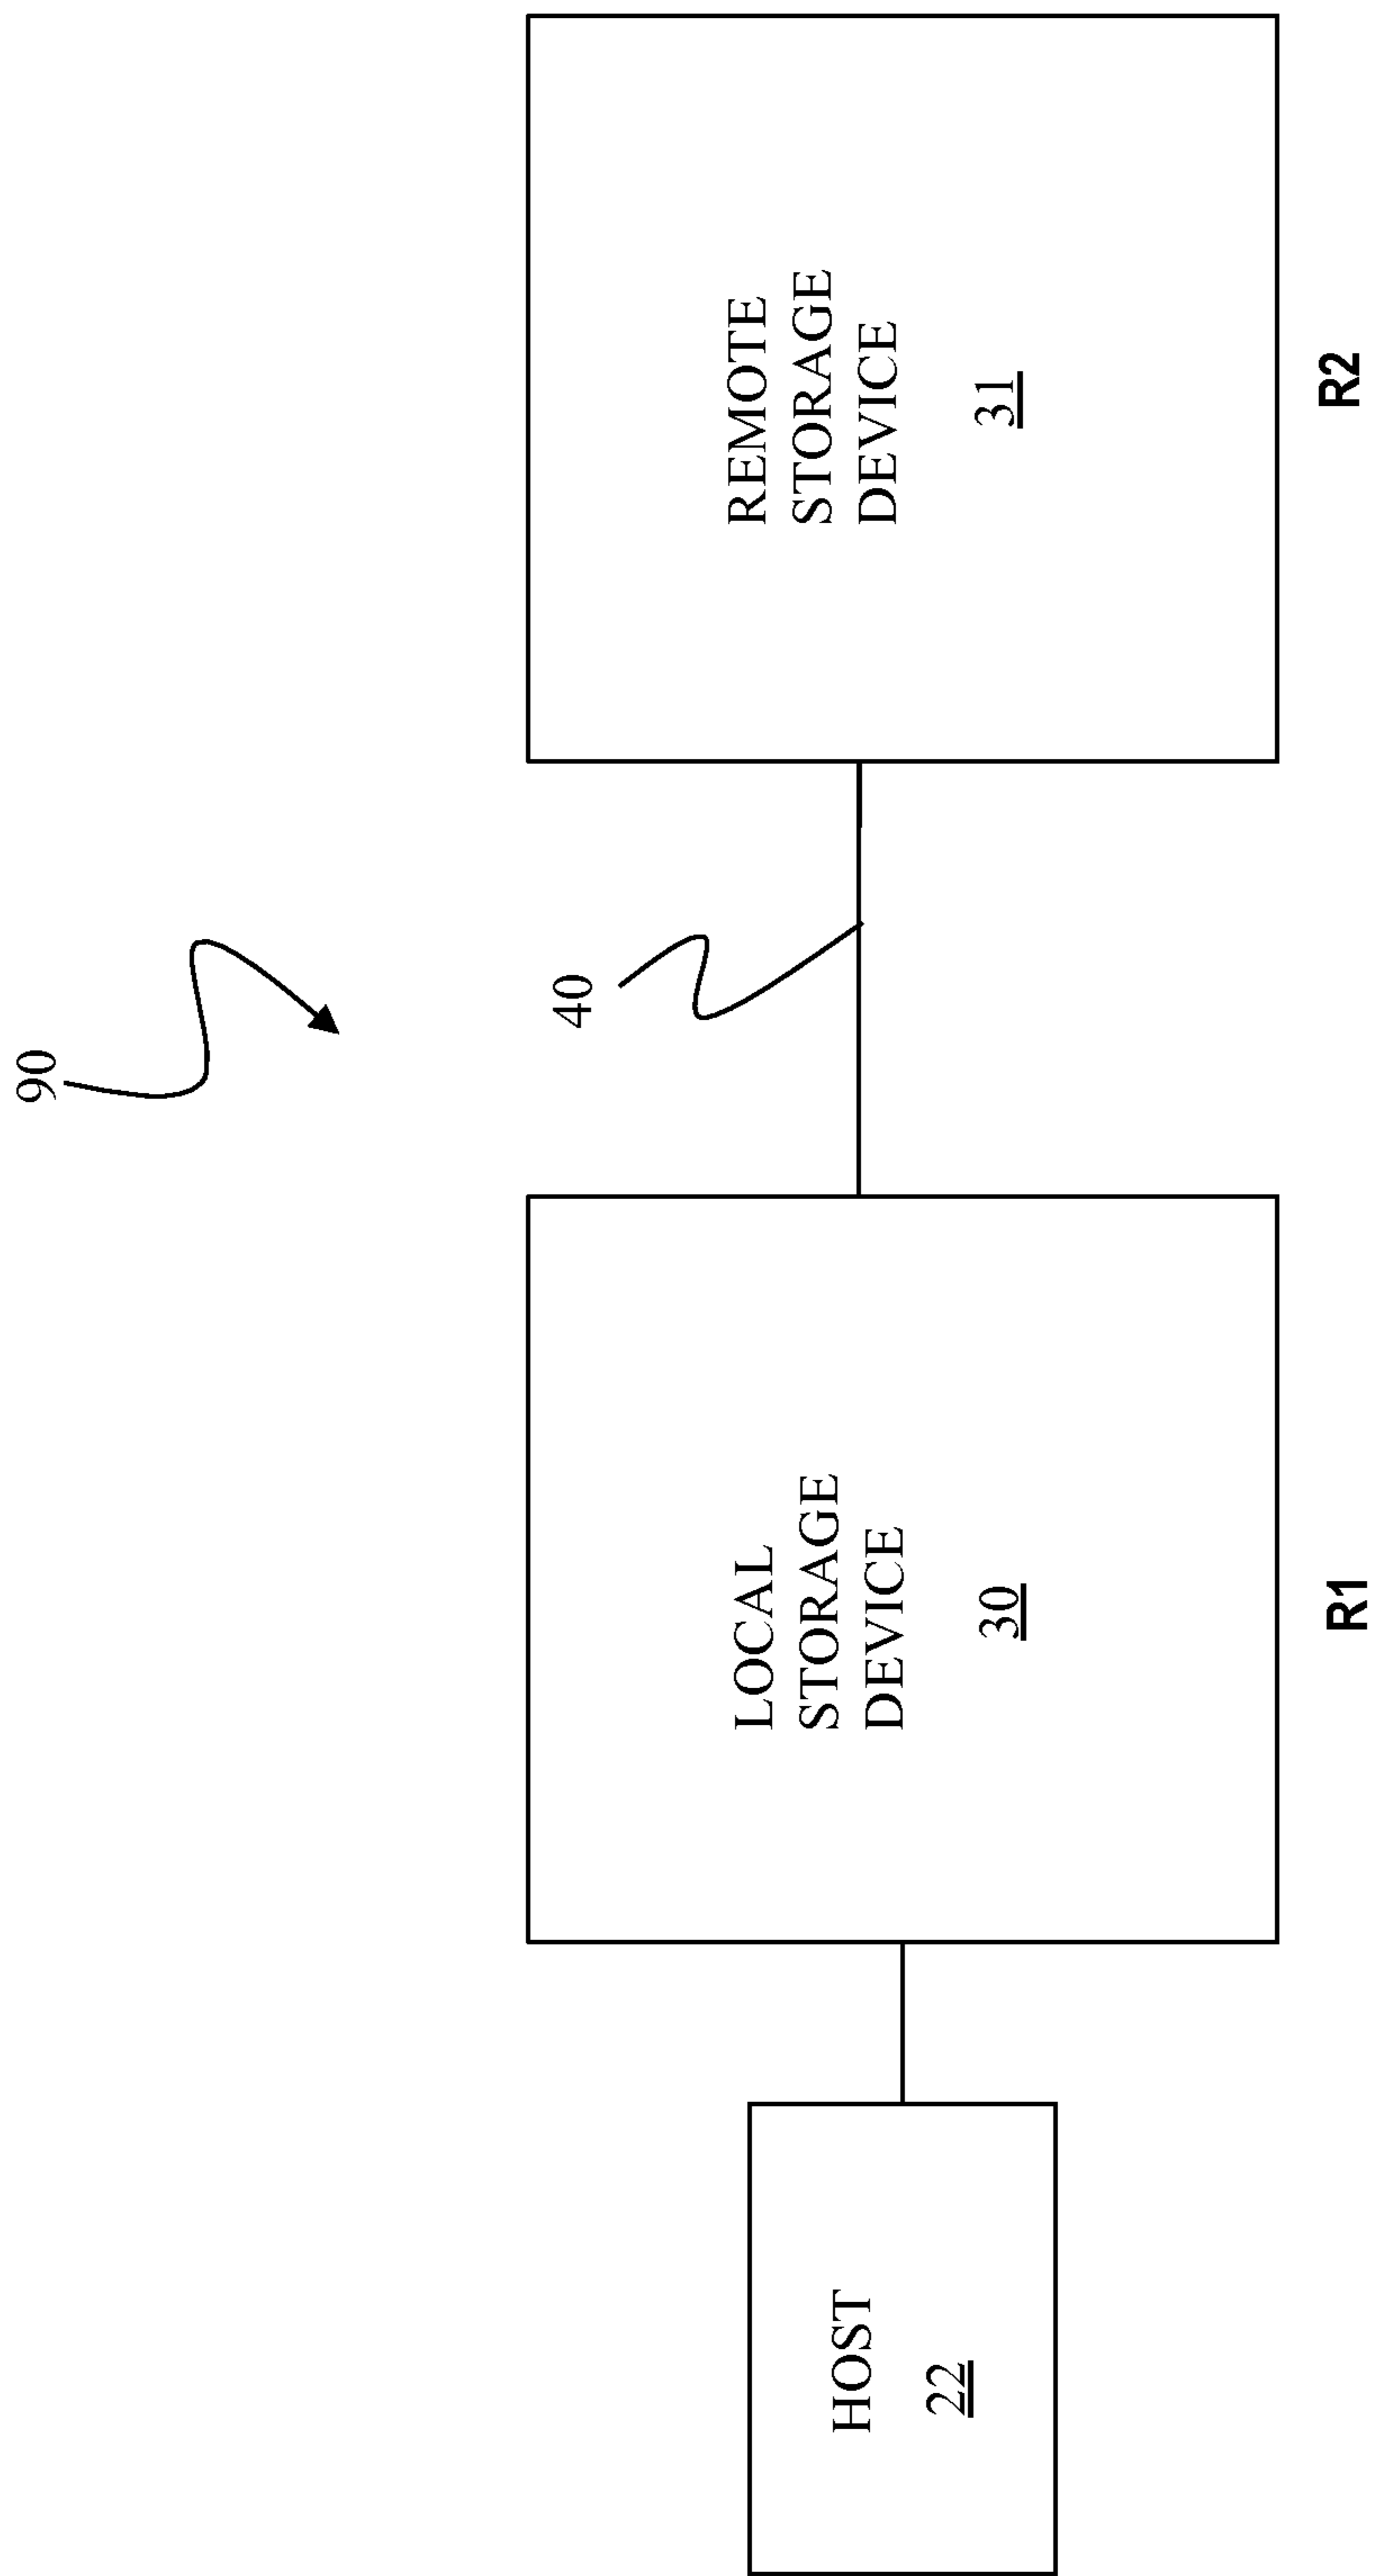 90
40
HOST
22
LOCAL
STORAGE
DEVICE
30
R1
REMOTE
STORAGE
DEVICE
31
R2